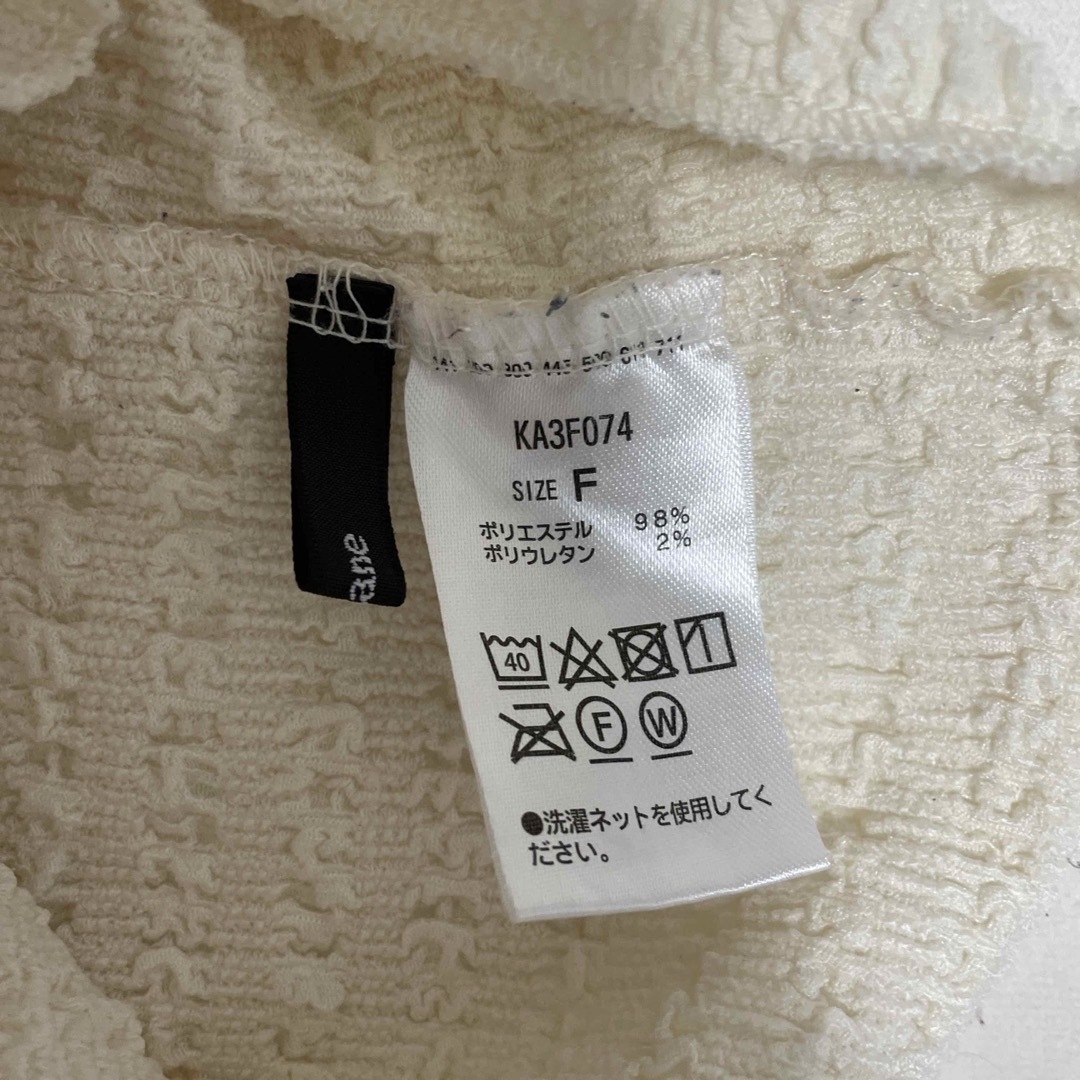 KA3F074
SIZE F
ポリエステル 98%
ポリウレタン 2%
40
F W
●洗濯ネットを使用してく
ださい。